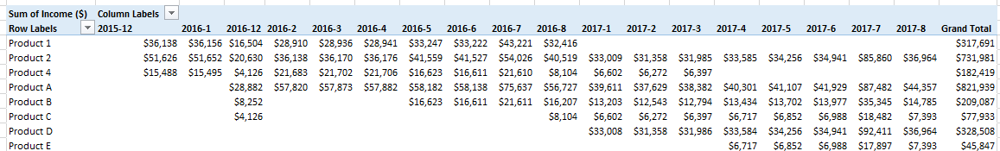 Sum of Income ($) Column Labels
Row Labels 2015-12 2016-1 2016-12 2016-2 2016-3 2016-4 2016-5 2016-6 2016-7 2016-8 2017-1 2017-2 2017-3 2017-4 2017-5 2017-6 2017-7 2017-8 Grand Total
Product 1 $36,138 $36,156 $16,504 $28,910 $28,936 $28,941 $33,247 $33,222 $43,221 $32,416 $317,691
Product 2 $51,626 $51,652 $20,630 $36,138 $36,170 $36,176 $41,559 $41,527 $54,026 $40,519 $33,009 $31,358 $31,985 $33,585 $34,256 $34,941 $85,860 $36,964 $731,981
Product 4 $15,488 $15,495 $4,126 $21,683 $21,702 $21,706 $16,623 $16,611 $21,610 $8,104 $6,602 $6,272 $6,397 $182,419
Product A $28,882 $57,820 $57,873 $57,882 $58,182 $58,138 $75,637 $56,727 $39,611 $37,629 $38,382 $40,301 $41,107 $41,929 $87,482 $44,357 $821,939
Product B $8,252 $16,623 $16,611 $21,611 $16,207 $13,203 $12,543 $12,794 $13,434 $13,702 $13,977 $35,345 $14,785 $209,087
Product C $4,126 $8,104 $6,602 $6,272 $6,397 $6,717 $6,852 $6,988 $18,482 $7,393 $77,933
Product D $33,008 $31,358 $31,986 $33,584 $34,256 $34,941 $92,411 $36,964 $328,508
Product E $6,717 $6,852 $6,988 $17,897 $7,393 $45,847